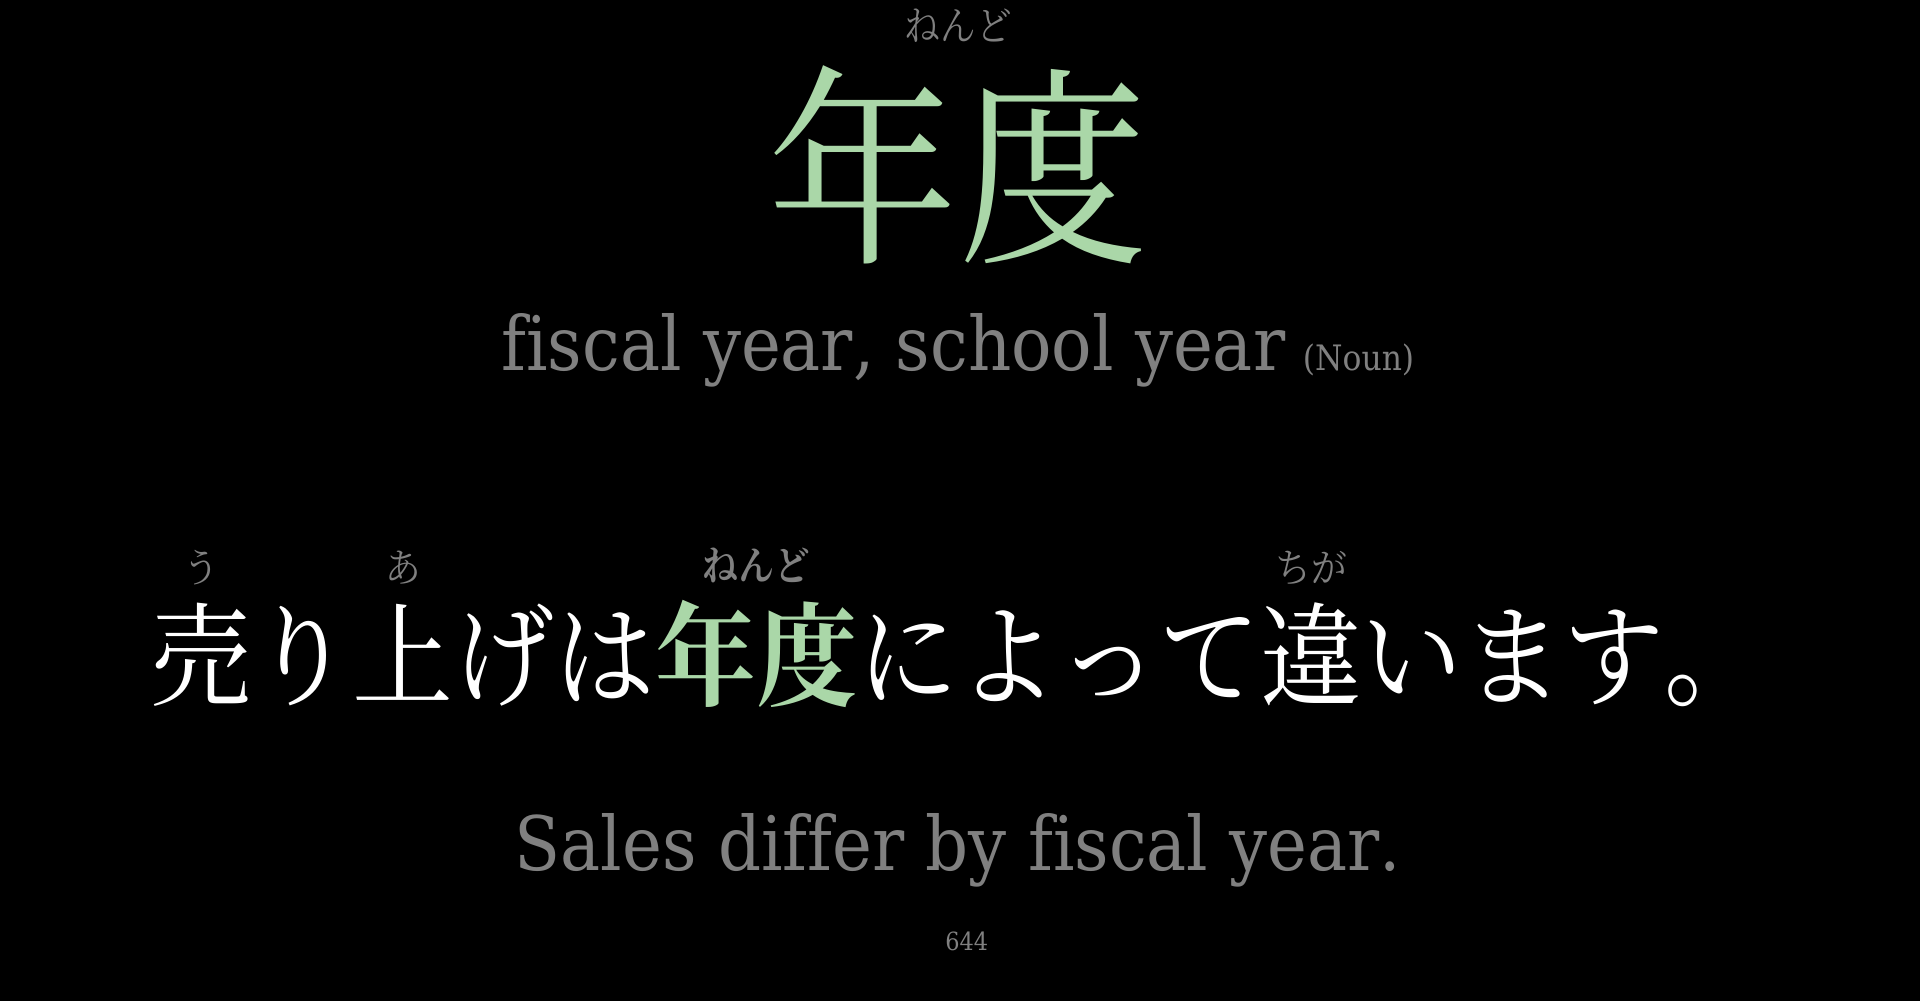 ねんど
年度
fiscal year, school year (Noun)
う あ ねんど ちが
売り上げは年度によって違います。
Sales differ by fiscal year.
644